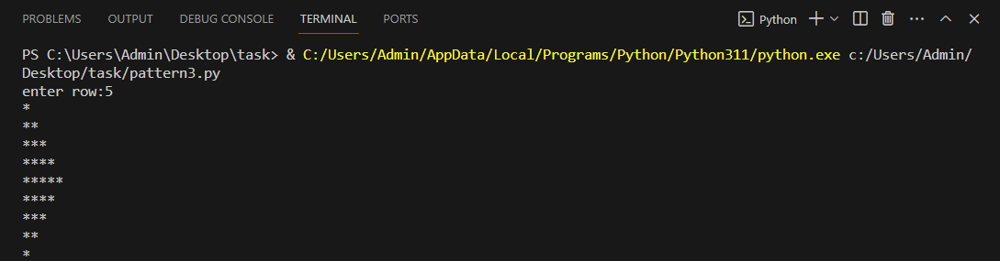 PROBLEMS OUTPUT DEBUG CONSOLE TERMINAL PORTS Python
PS C:\Users\Admin\Desktop\task> & C:/Users/Admin/AppData/Local/Programs/Python/Python311/python.exe c:/Users/Admin/
Desktop/task/pattern3.py
enter row:5
*
**
***
****
*****
****
***
**
*